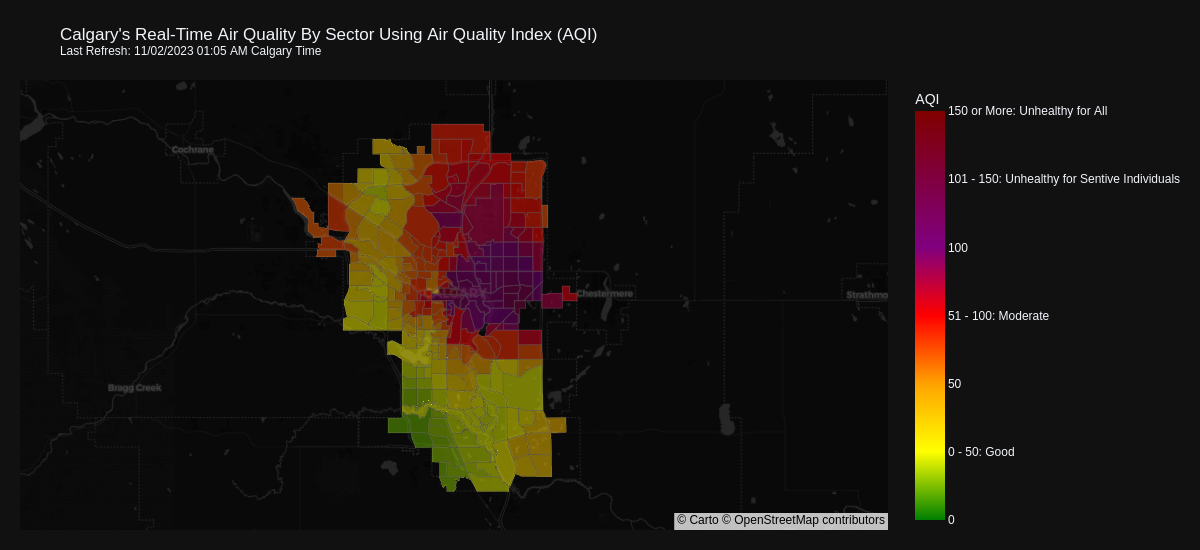 Calgary's Real-Time Air Quality By Sector Using Air Quality Index (AQI)
Last Refresh: 11/02/2023 01:05 AM Calgary Time
AQI
150 or More: Unhealthy for All
Cochrane
101 - 150: Unhealthy for Sentive Individuals
100
Chestermere
Strathmo
51 - 100: Moderate
50
Bragg Creek
0 - 50: Good
0
© Carto © OpenStreetMap contributors